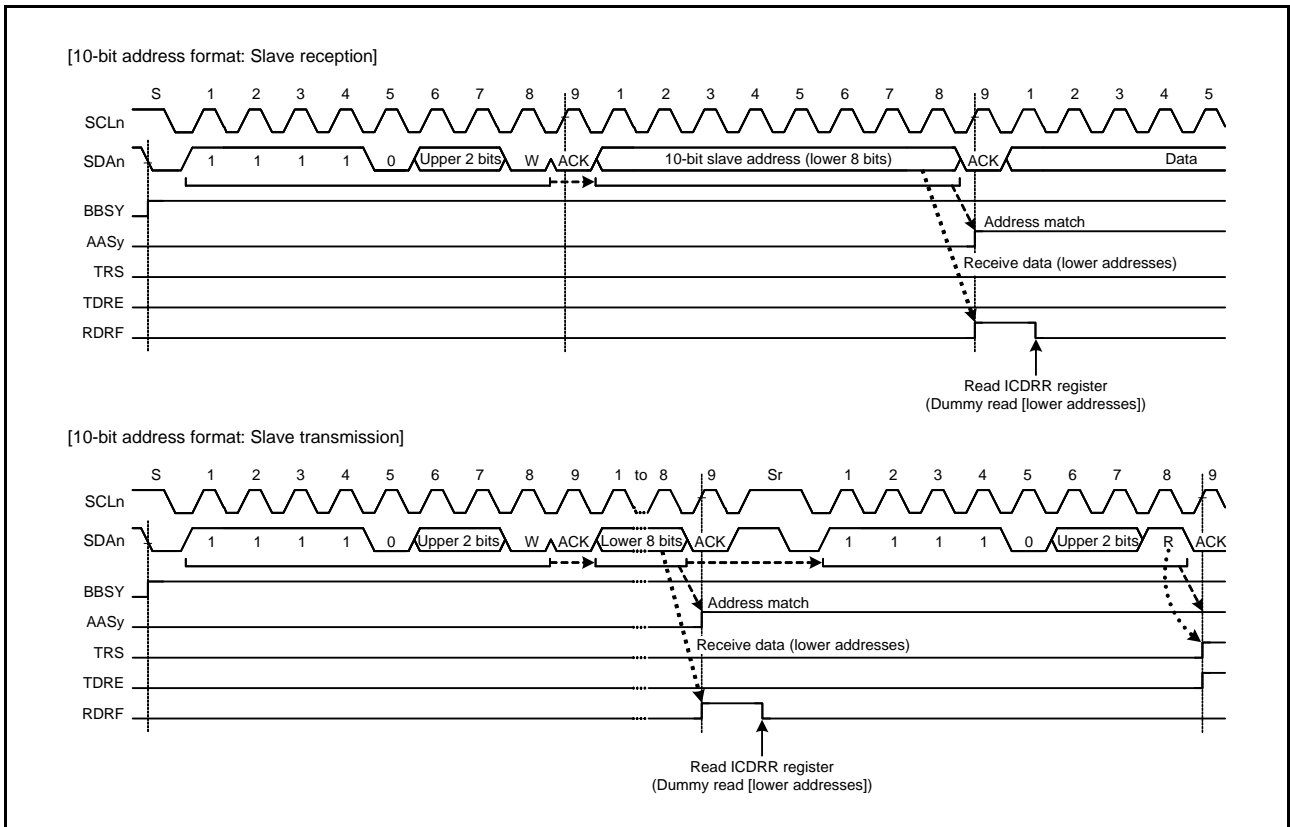 [10-bit address format: Slave reception]
S 1 2 3 4 5 6 7 8 9 1 2 3 4 5 6 7 8 9 1 2 3 4 5
SCLn
SDAn 1 1 1 1 0 Upper 2 bits W ACK 10-bit slave address (lower 8 bits) ACK Data
BBSY
Address match
AASy
Receive data (lower addresses)
TRS
TDRE
RDRF
Read ICDRR register
(Dummy read [lower addresses])
[10-bit address format: Slave transmission]
S 1 2 3 4 5 6 7 8 9 1 to 8 9 Sr 1 2 3 4 5 6 7 8 9
SCLn
SDAn 1 1 1 1 0 Upper 2 bits W ACK Lower 8 bits ACK 1 1 1 1 0 Upper 2 bits R ACK
BBSY
Address match
AASy
Receive data (lower addresses)
TRS
TDRE
RDRF
Read ICDRR register
(Dummy read [lower addresses])